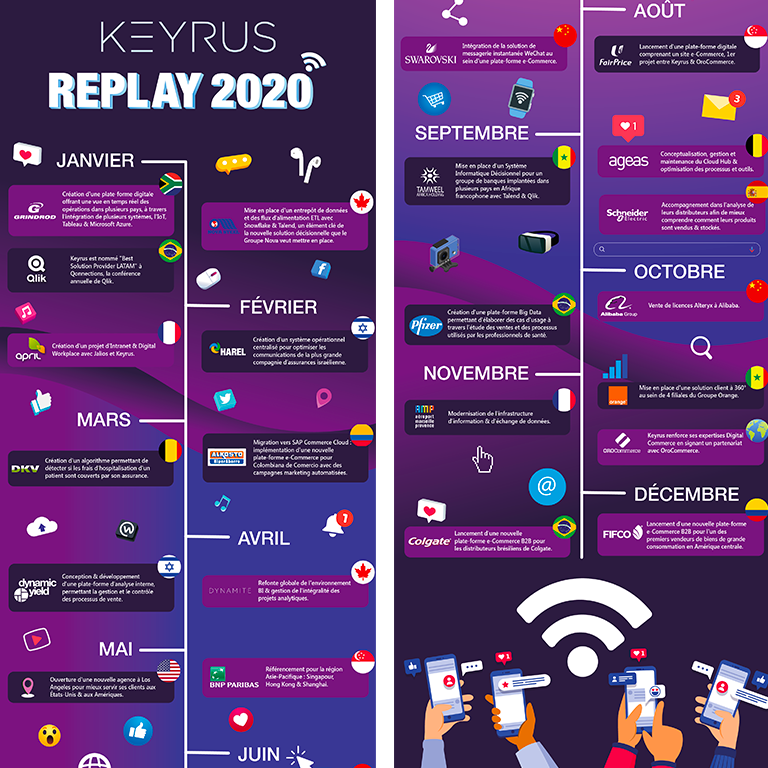 KEYRUS
REPLAY 2020
JANVIER
GRINDROD
Création d'une plate-forme digitale
offrant une vue en temps réel des
opérations dans plusieurs pays, à travers
l'intégration de plusieurs systèmes, l'IoT,
Tableau & Microsoft Azure.
Mise en place d'un entrepôt de données
et des flux d'alimentation ETL avec
Snowflake & Talend, un élément clé de
la nouvelle solution décisionnelle que le
Groupe Nova veut mettre en place.
Qlik
Keyrus est nommé "Best
Solution Provider LATAM" à
Qonnections, la conférence
annuelle de Qlik.
FÉVRIER
april
Création d'un projet d'Intranet & Digital
Workplace avec Jalios et Keyrus.
HAREL
Création d'un système opérationnel
centralisé pour optimiser les
communications de la plus grande
compagnie d'assurances israélienne.
MARS
DKV
Création d'un algorithme permettant de
détecter si les frais d'hospitalisation d'un
patient sont couverts par son assurance.
ALKOSTO
Hiperahorro
Migration vers SAP Commerce Cloud :
implémentation d'une nouvelle
plate-forme e-Commerce pour
Colombiana de Comercio avec des
campagnes marketing automatisées.
1
AVRIL
dynamic
yield
Conception & développement
d'une plate-forme d'analyse interne,
permettant la gestion et le contrôle
des processus de vente.
DYNAMITE
Refonte globale de l'environnement
BI & gestion de l'intégralité des
projets analytiques.
MAI
Ouverture d'une nouvelle agence à Los
Angeles pour mieux servir ses clients aux
États-Unis & aux Amériques.
BNP PARIBAS
Référencement pour la région
Asie-Pacifique : Singapour,
Hong Kong & Shanghai.
JUIN
AOÛT
SWAROVSKI
Intégration de la solution de
messagerie instantanée WeChat au
sein d'une plate-forme e-Commerce.
FairPrice
Lancement d'une plate-forme digitale
comprenant un site e-Commerce, 1er
projet entre Keyrus & OroCommerce.
3
1
SEPTEMBRE
TAMWEEL
AFRICA HOLDING
Mise en place d'un Système
Informatique Décisionnel pour un
groupe de banques implantées dans
plusieurs pays en Afrique
francophone avec Talend & Qlik.
ageas
Conceptualisation, gestion et
maintenance du Cloud Hub &
optimisation des processus et outils.
Schneider
Electric
Accompagnement dans l'analyse de
leurs distributeurs afin de mieux
comprendre comment leurs produits
sont vendus & stockés.
OCTOBRE
Pfizer
Création d'une plate-forme Big Data
permettant d'élaborer des cas d'usage à
travers l'étude des ventes et des processus
utilisés par les professionnels de santé.
Alibaba Group
Vente de licences Alteryx à Alibaba.
NOVEMBRE
orange
Mise en place d'une solution client à 360°
au sein de 4 filiales du Groupe Orange.
AMP
aéroport
marseille
provence
Modernisation de l'infrastructure
d'information & d'échange de données.
OROCOMMERCE
Keyrus renforce ses expertises Digital
Commerce en signant un partenariat
avec OroCommerce.
@
DÉCEMBRE
Colgate
Lancement d'une nouvelle
plate-forme e-Commerce B2B pour
les distributeurs brésiliens de Colgate.
FIFCO
Lancement d'une nouvelle plate-forme
e-Commerce B2B pour l'un des
premiers vendeurs de biens de grande
consommation en Amérique centrale.
1
1